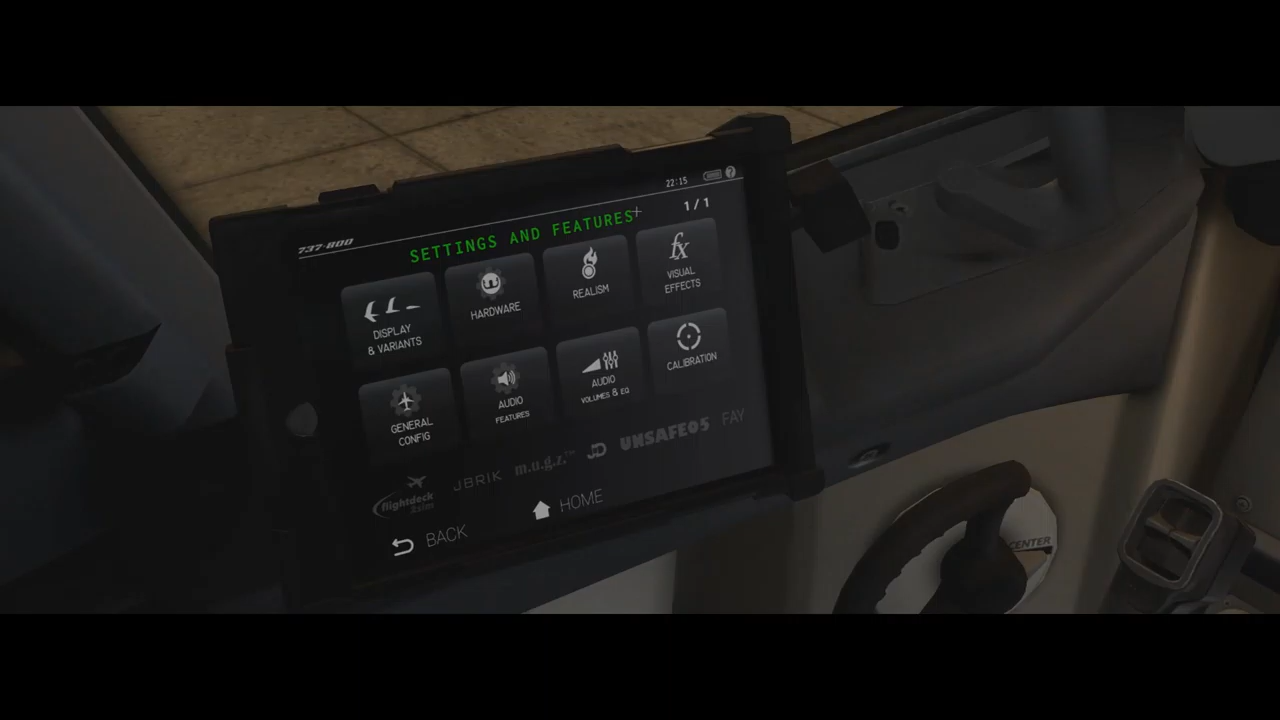 22:15
737-800
SETTINGS AND FEATURES
1 / 1
DISPLAY
& VARIANTS
HARDWARE
REALISM
fx
VISUAL
EFFECTS
GENERAL
CONFIG
AUDIO
FEATURES
AUDIO
VOLUMES & EQ
CALIBRATION
flightdeck
2sim
JBRIK
m.u.g.z.™
JD
UNSAFE05
FAY
BACK
HOME
CENTER